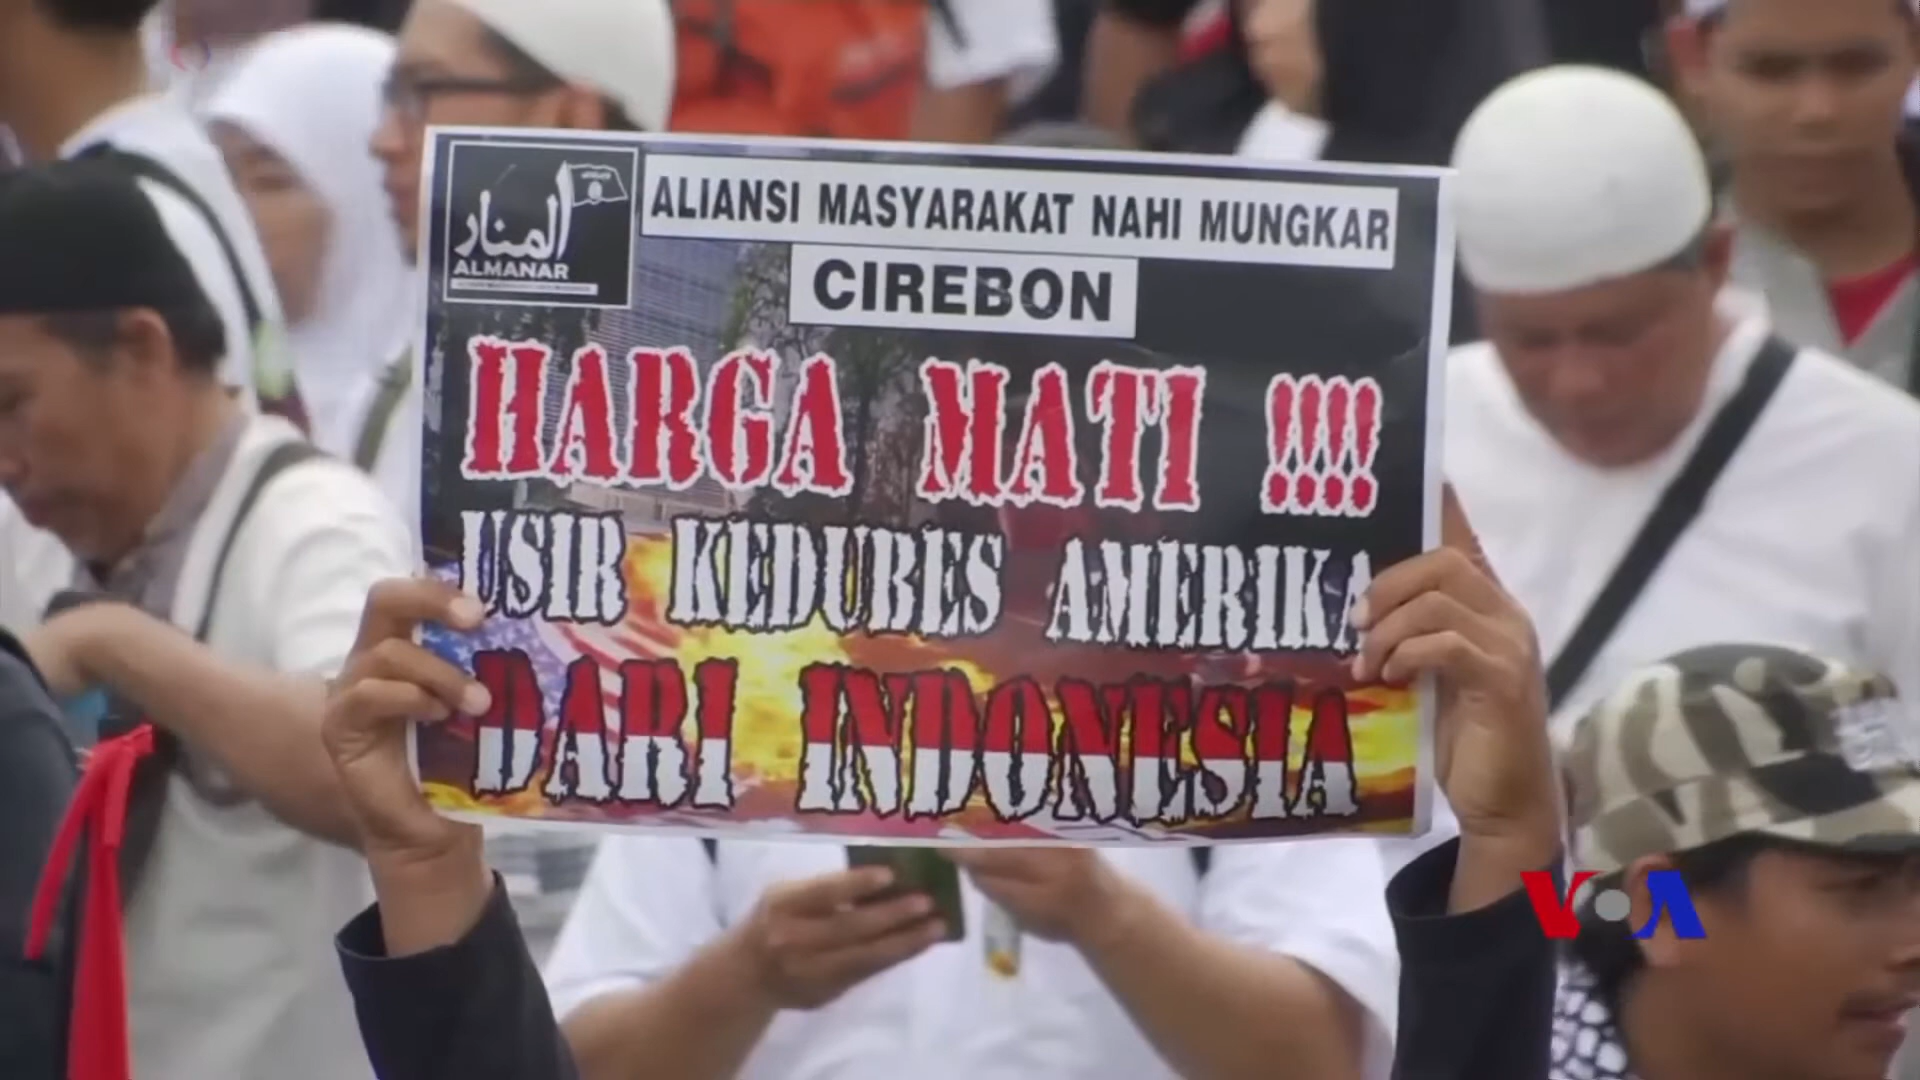 المنار
ALMANAR
ALIANSI MASYARAKAT NAHI MUNGKAR
CIREBON
HARGA MATI !!!!
USIR KEDUBES AMERIKA
DARI INDONESIA
VOA